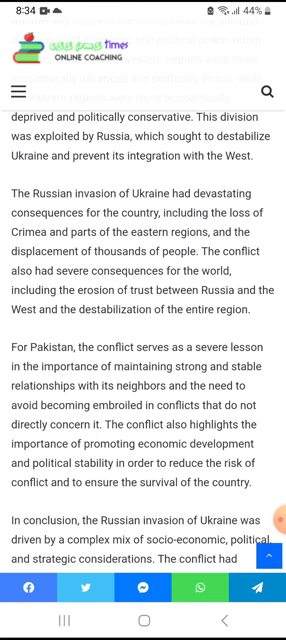 8:34
44%
times
ONLINE COACHING
deprived and politically conservative. This division
was exploited by Russia, which sought to destabilize
Ukraine and prevent its integration with the West.
The Russian invasion of Ukraine had devastating
consequences for the country, including the loss of
Crimea and parts of the eastern regions, and the
displacement of thousands of people. The conflict
also had severe consequences for the world,
including the erosion of trust between Russia and the
West and the destabilization of the entire region.
For Pakistan, the conflict serves as a severe lesson
in the importance of maintaining strong and stable
relationships with its neighbors and the need to
avoid becoming embroiled in conflicts that do not
directly concern it. The conflict also highlights the
importance of promoting economic development
and political stability in order to reduce the risk of
conflict and to ensure the survival of the country.
In conclusion, the Russian invasion of Ukraine was
driven by a complex mix of socio-economic, political,
and strategic considerations. The conflict had